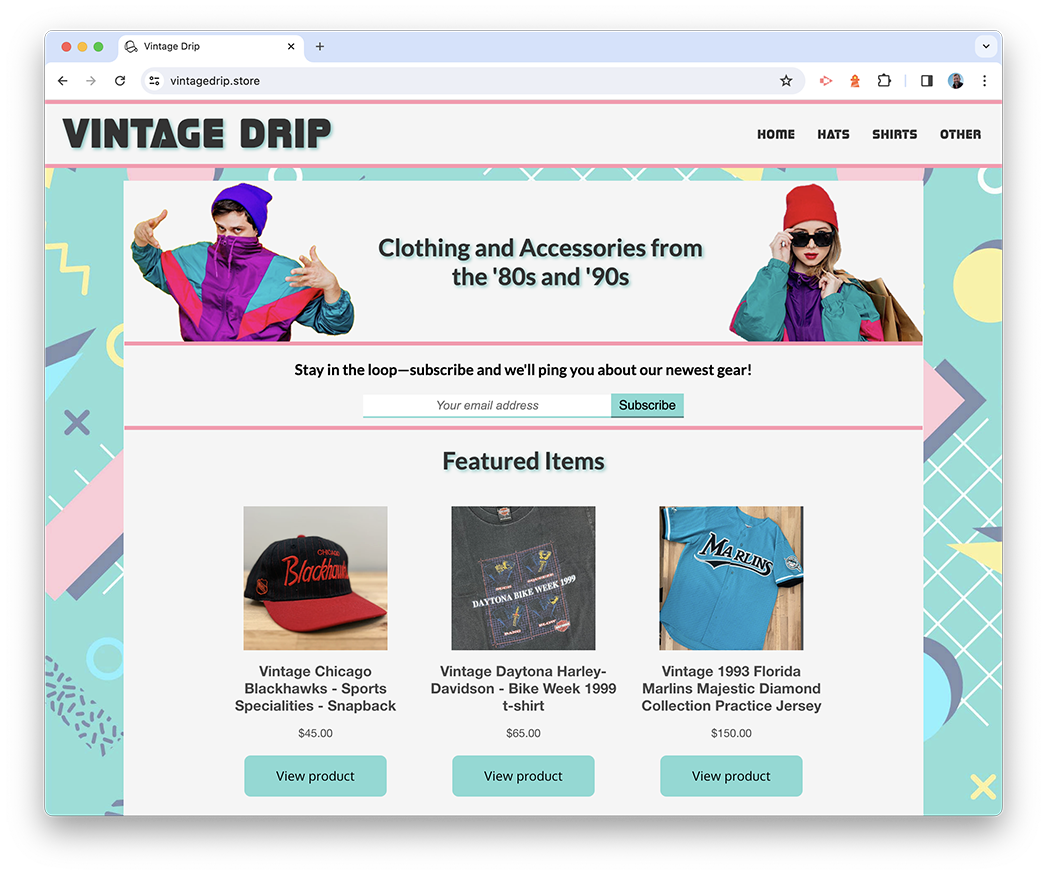 Vintage Drip
vintagedrip.store
VINTAGE DRIP
HOME HATS SHIRTS OTHER
Clothing and Accessories from
the '80s and '90s
Stay in the loop—subscribe and we'll ping you about our newest gear!
Your email address Subscribe
Featured Items
CHICAGO
Blackhawks
DAYTONA BIKE WEEK 1999
MARLINS
Vintage Chicago
Blackhawks - Sports
Specialities - Snapback
$45.00
View product
Vintage Daytona Harley-
Davidson - Bike Week 1999
t-shirt
$65.00
View product
Vintage 1993 Florida
Marlins Majestic Diamond
Collection Practice Jersey
$150.00
View product